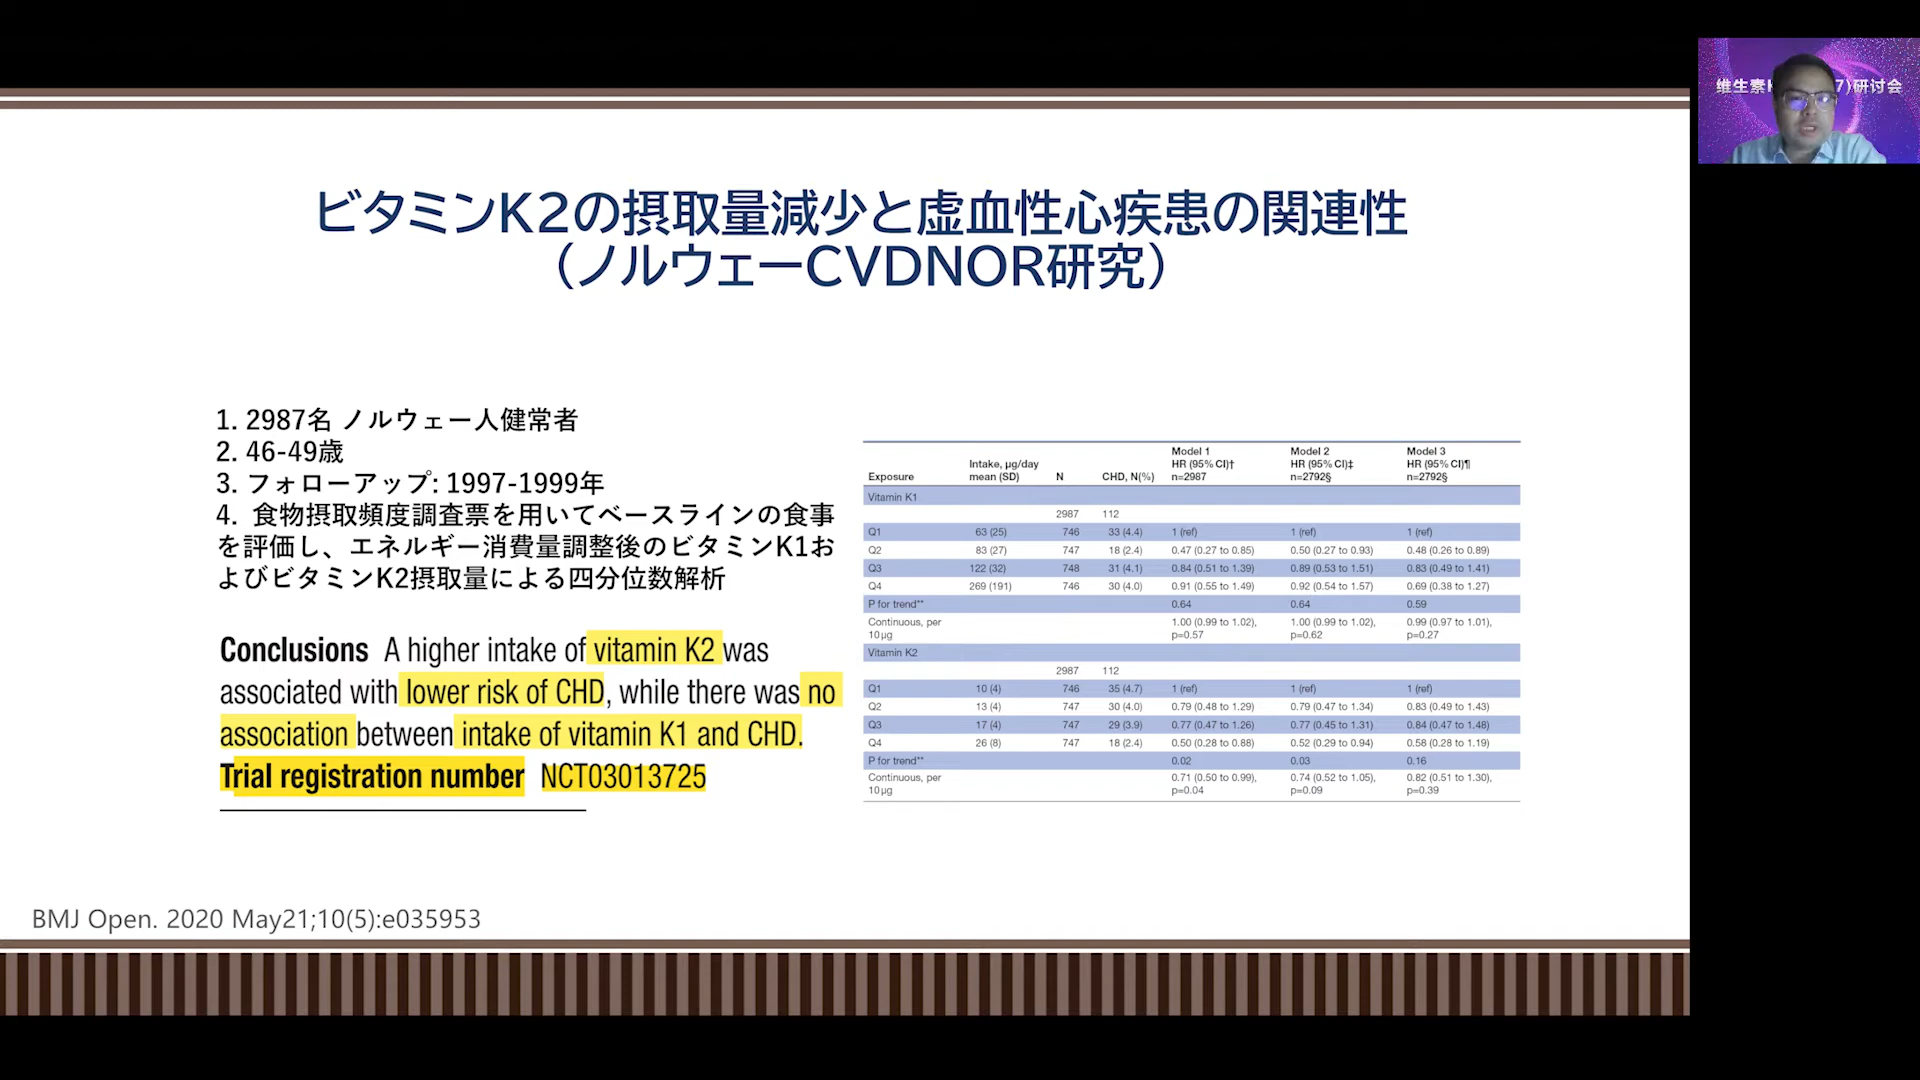 ビタミンK2の摂取量減少と虚血性心疾患の関連性
（ノルウェーCVDNOR研究）
1. 2987名 ノルウェー人健常者
2. 46-49歳
3. フォローアップ: 1997-1999年
4. 食物摂取頻度調査票を用いてベースラインの食事
を評価し、エネルギー消費量調整後のビタミンK1お
よびビタミンK2摂取量による四分位数解析
Conclusions A higher intake of vitamin K2 was
associated with lower risk of CHD, while there was no
association between intake of vitamin K1 and CHD.
Trial registration number NCT03013725
Exposure Intake, µg/day mean (SD) N CHD, N(%) Model 1 HR (95% CI)† n=2987 Model 2 HR (95% CI)‡ n=2792§ Model 3 HR (95% CI)¶ n=2792§
Vitamin K1
2987 112
Q1 63 (25) 746 33 (4.4) 1 (ref) 1 (ref) 1 (ref)
Q2 83 (27) 747 18 (2.4) 0.47 (0.27 to 0.85) 0.50 (0.27 to 0.93) 0.48 (0.26 to 0.89)
Q3 122 (32) 748 31 (4.1) 0.84 (0.51 to 1.39) 0.89 (0.53 to 1.51) 0.83 (0.49 to 1.41)
Q4 269 (191) 746 30 (4.0) 0.91 (0.55 to 1.49) 0.92 (0.54 to 1.57) 0.69 (0.38 to 1.27)
P for trend** 0.64 0.64 0.59
Continuous, per 10 µg 1.00 (0.99 to 1.02), p=0.57 1.00 (0.99 to 1.02), p=0.62 0.99 (0.97 to 1.01), p=0.27
Vitamin K2
2987 112
Q1 10 (4) 746 35 (4.7) 1 (ref) 1 (ref) 1 (ref)
Q2 13 (4) 747 30 (4.0) 0.79 (0.48 to 1.29) 0.79 (0.47 to 1.34) 0.83 (0.49 to 1.43)
Q3 17 (4) 747 29 (3.9) 0.77 (0.47 to 1.26) 0.77 (0.45 to 1.31) 0.84 (0.47 to 1.48)
Q4 26 (8) 747 18 (2.4) 0.50 (0.28 to 0.88) 0.52 (0.29 to 0.94) 0.58 (0.28 to 1.19)
P for trend** 0.02 0.03 0.16
Continuous, per 10 µg 0.71 (0.50 to 0.99), p=0.04 0.74 (0.52 to 1.05), p=0.09 0.82 (0.51 to 1.30), p=0.39
BMJ Open. 2020 May21;10(5):e035953
维生素 7)研讨会